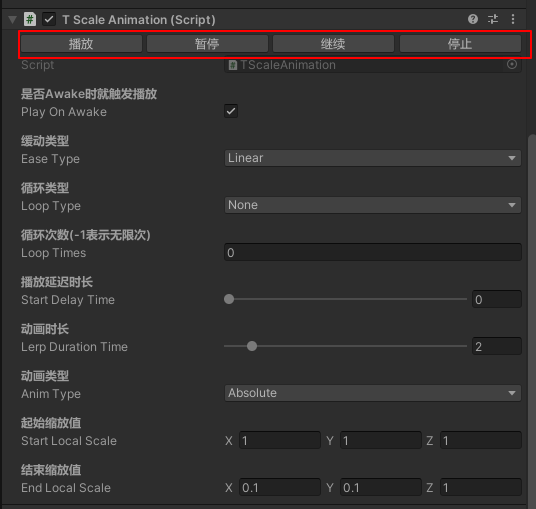 T Scale Animation (Script)
播放 暂停 继续 停止
Script TScaleAnimation
是否Awake时就触发播放
Play On Awake
缓动类型
Ease Type Linear
循环类型
Loop Type None
循环次数(-1表示无限次)
Loop Times 0
播放延迟时长
Start Delay Time 0
动画时长
Lerp Duration Time 2
动画类型
Anim Type Absolute
起始缩放值
Start Local Scale X 1 Y 1 Z 1
结束缩放值
End Local Scale X 0.1 Y 0.1 Z 1